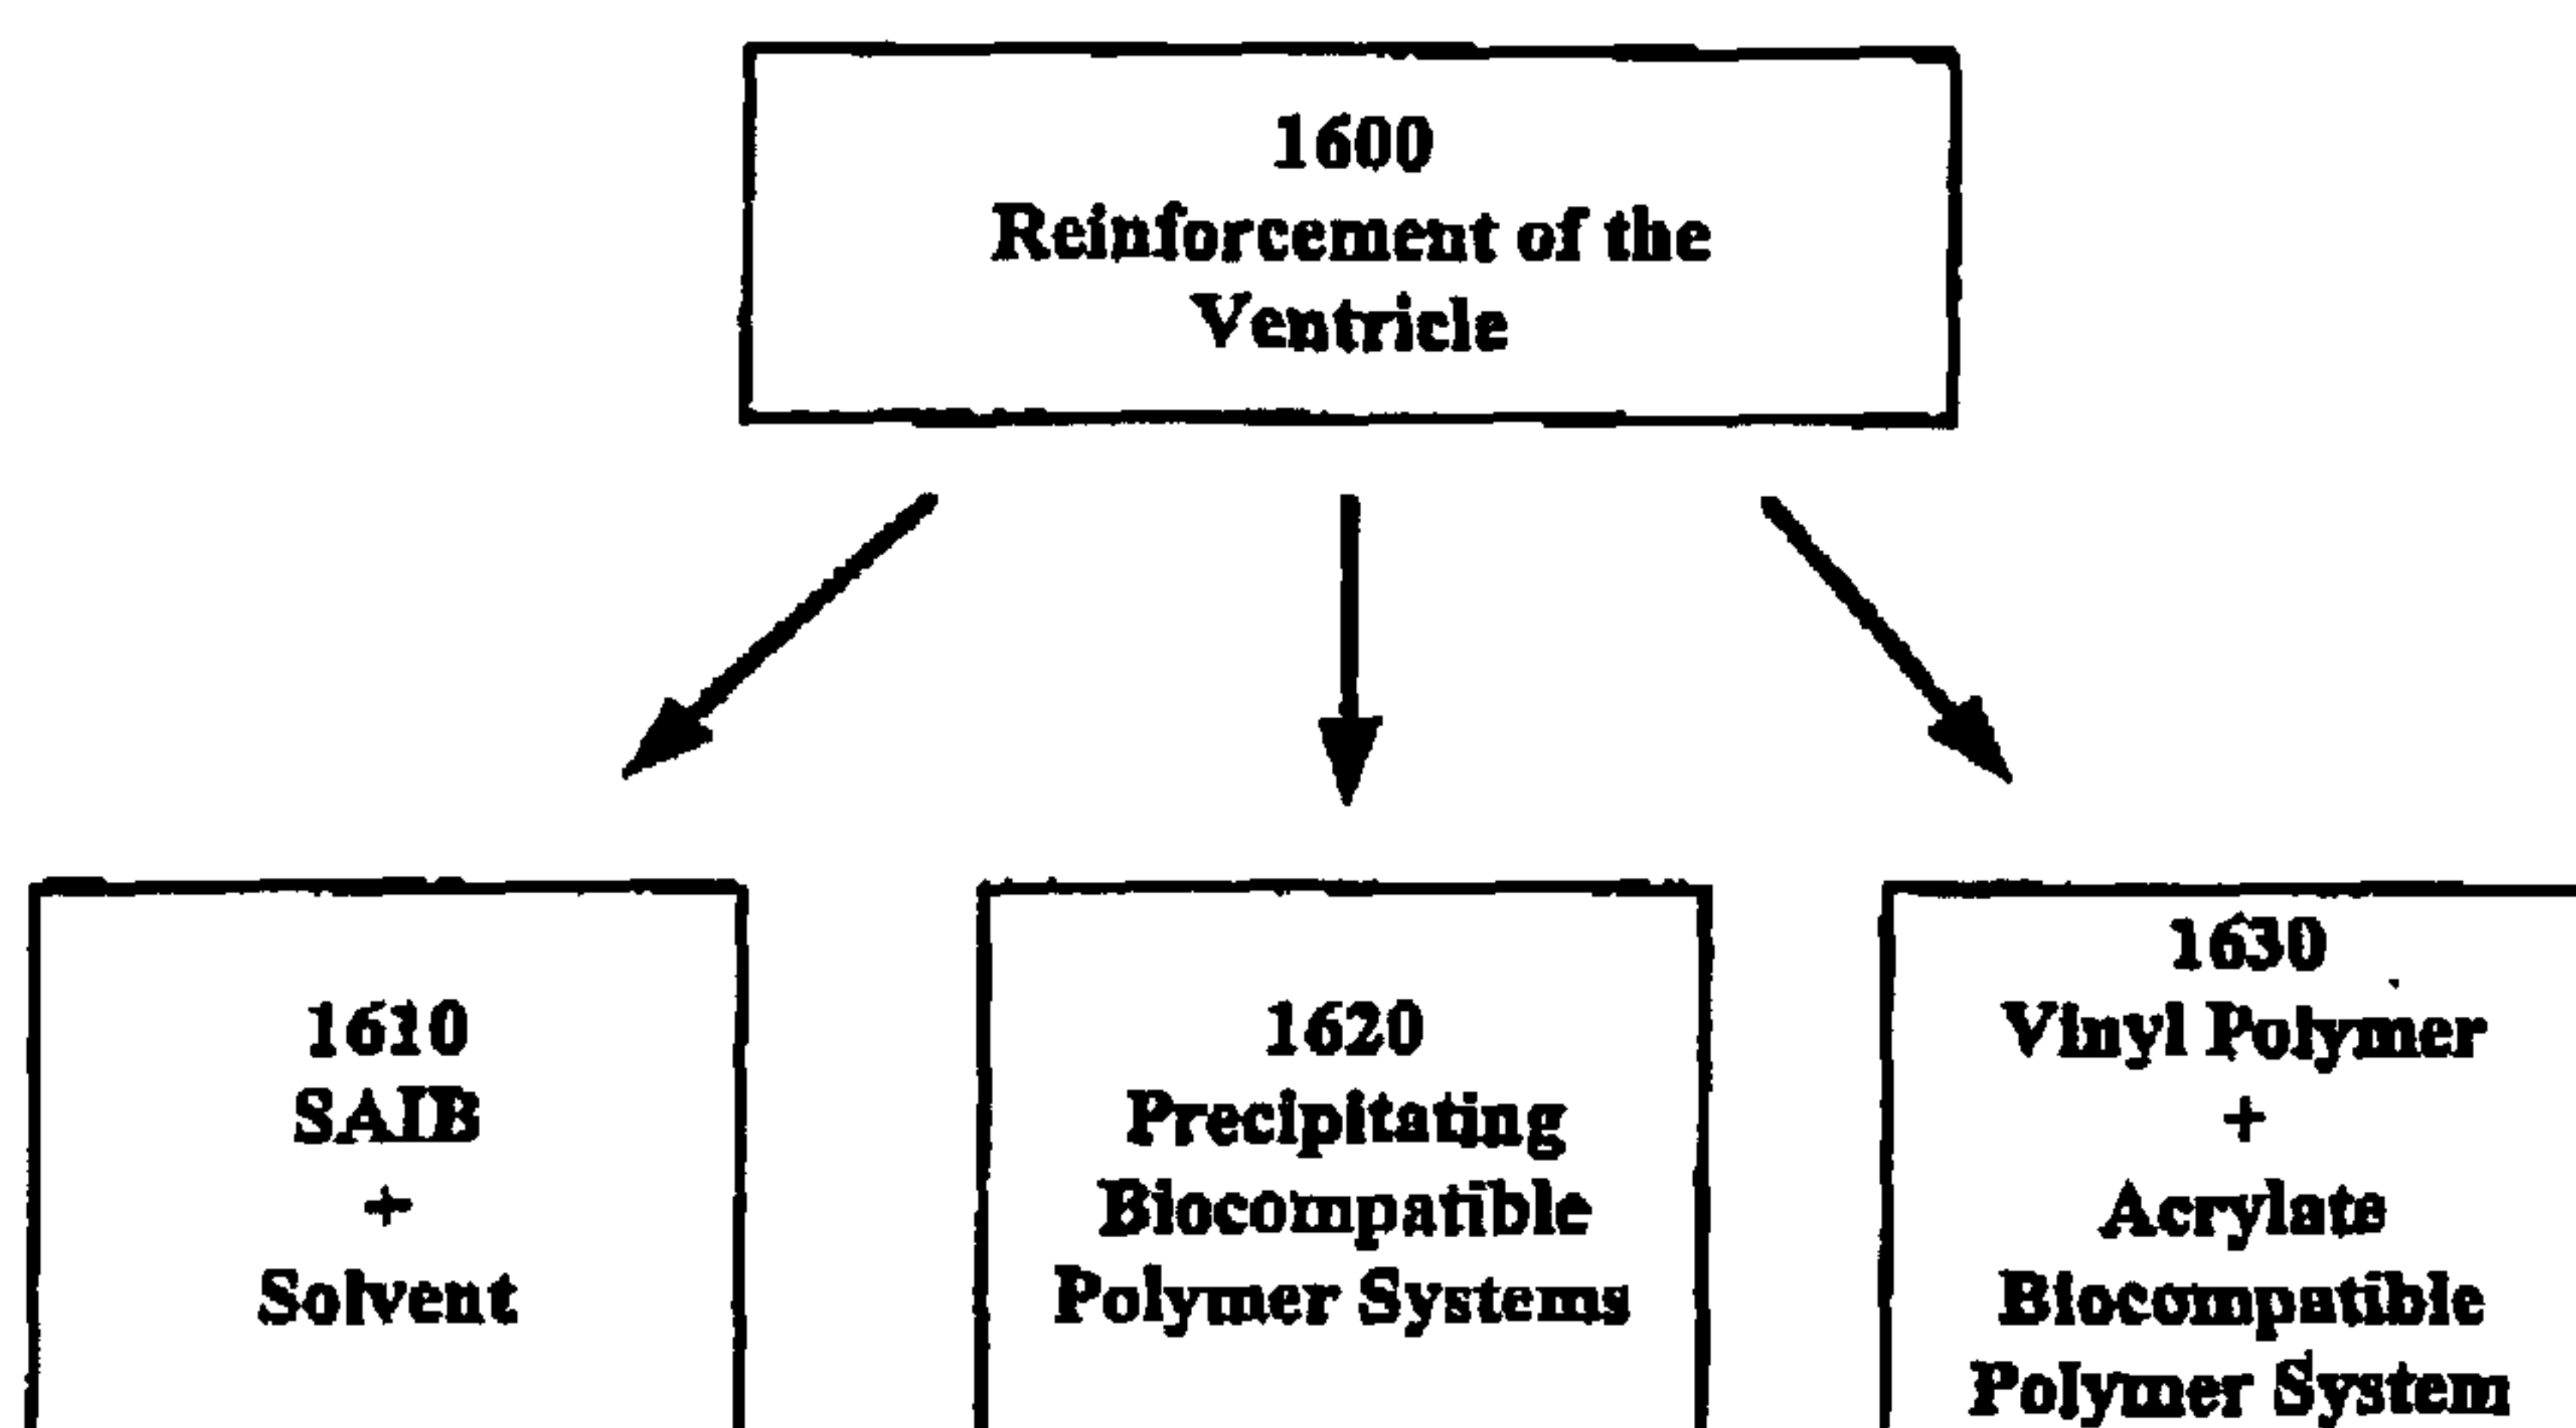 1600
Reinforcement of the
Ventricle
1610
SAIB
+
Solvent
1620
Precipitating
Biocompatible
Polymer Systems
1630
Vinyl Polymer
+
Acrylate
Biocompatible
Polymer System